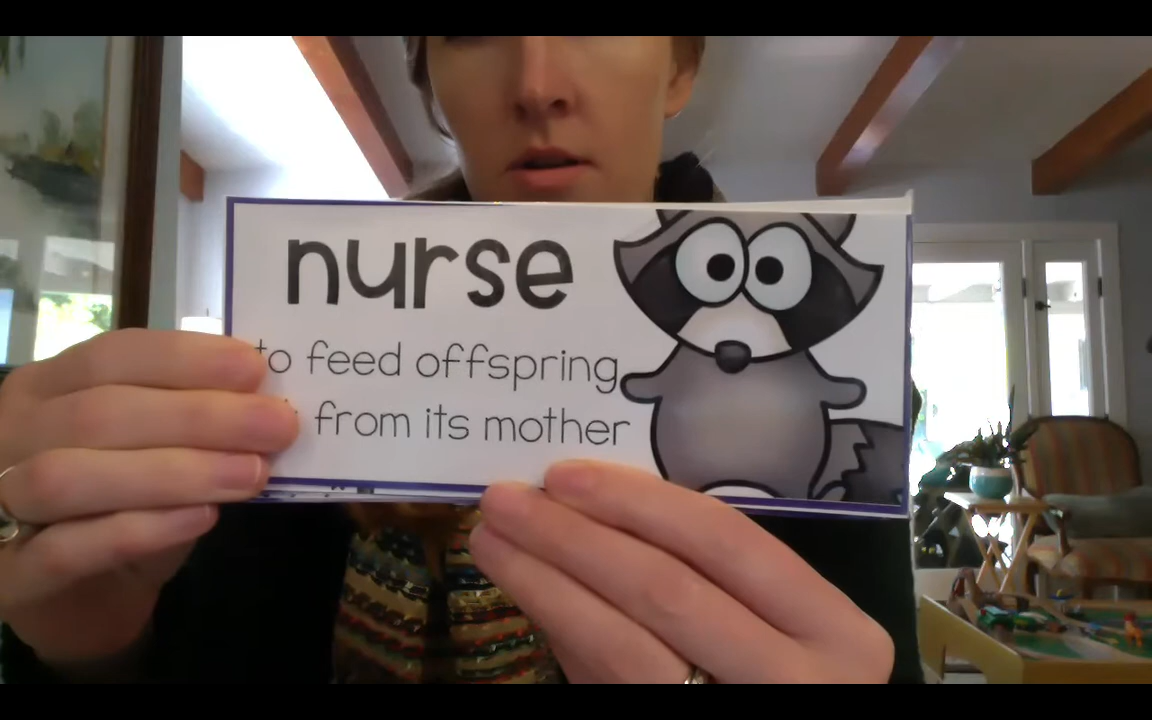 nurse
to feed offspring
from its mother